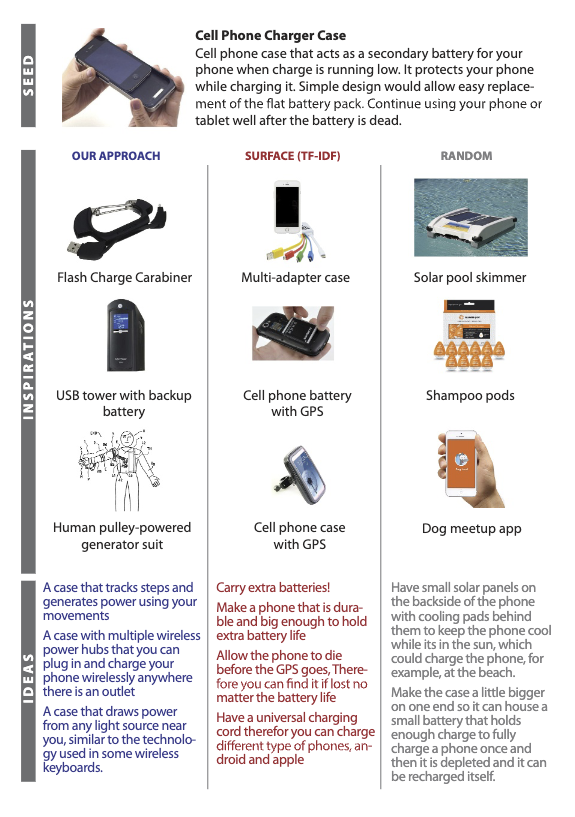 SEED
Cell Phone Charger Case
Cell phone case that acts as a secondary battery for your
phone when charge is running low. It protects your phone
while charging it. Simple design would allow easy replace-
ment of the flat battery pack. Continue using your phone or
tablet well after the battery is dead.
INSPIRATIONS
OUR APPROACH
SURFACE (TF-IDF)
RANDOM
Flash Charge Carabiner
Multi-adapter case
Solar pool skimmer
USB tower with backup
battery
Cell phone battery
with GPS
Shampoo pods
Human pulley-powered
generator suit
Cell phone case
with GPS
Dog meetup app
IDEAS
A case that tracks steps and
generates power using your
movements
A case with multiple wireless
power hubs that you can
plug in and charge your
phone wirelessly anywhere
there is an outlet
A case that draws power
from any light source near
you, similar to the technolo-
gy used in some wireless
keyboards.
Carry extra batteries!
Make a phone that is dura-
ble and big enough to hold
extra battery life
Allow the phone to die
before the GPS goes, There-
fore you can find it if lost no
matter the battery life
Have a universal charging
cord therefor you can charge
different type of phones, an-
droid and apple
Have small solar panels on
the backside of the phone
with cooling pads behind
them to keep the phone cool
while its in the sun, which
could charge the phone, for
example, at the beach.
Make the case a little bigger
on one end so it can house a
small battery that holds
enough charge to fully
charge a phone once and
then it is depleted and it can
be recharged itself.